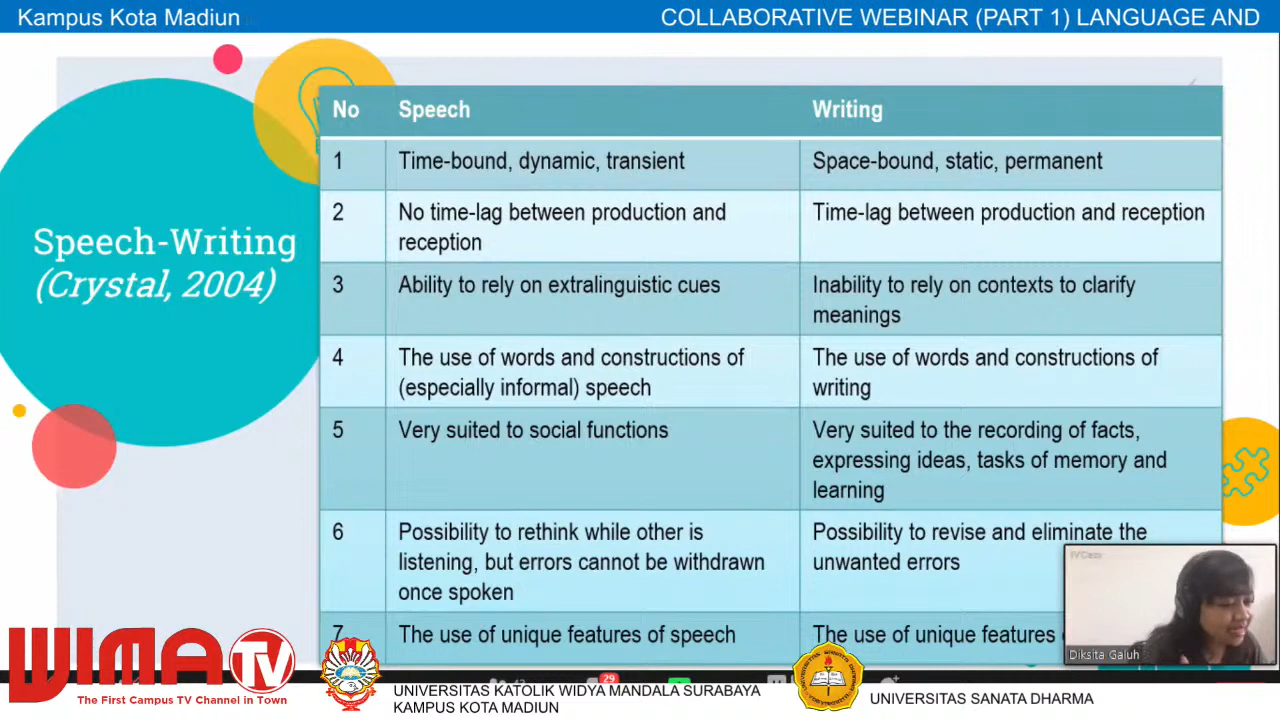 Kampus Kota Madiun
COLLABORATIVE WEBINAR (PART 1) LANGUAGE AND
Speech-Writing
(Crystal, 2004)
No Speech Writing
1 Time-bound, dynamic, transient Space-bound, static, permanent
2 No time-lag between production and Time-lag between production and reception
reception
3 Ability to rely on extralinguistic cues Inability to rely on contexts to clarify
meanings
4 The use of words and constructions of The use of words and constructions of
(especially informal) speech writing
5 Very suited to social functions Very suited to the recording of facts,
expressing ideas, tasks of memory and
learning
6 Possibility to rethink while other is Possibility to revise and eliminate the
listening, but errors cannot be withdrawn unwanted errors
once spoken
7 The use of unique features of speech The use of unique features
Diksita Galuh
WIMA TV
The First Campus TV Channel in Town
29
UNIVERSITAS KATOLIK WIDYA MANDALA SURABAYA
KAMPUS KOTA MADIUN
UNIVERSITAS SANATA DHARMA